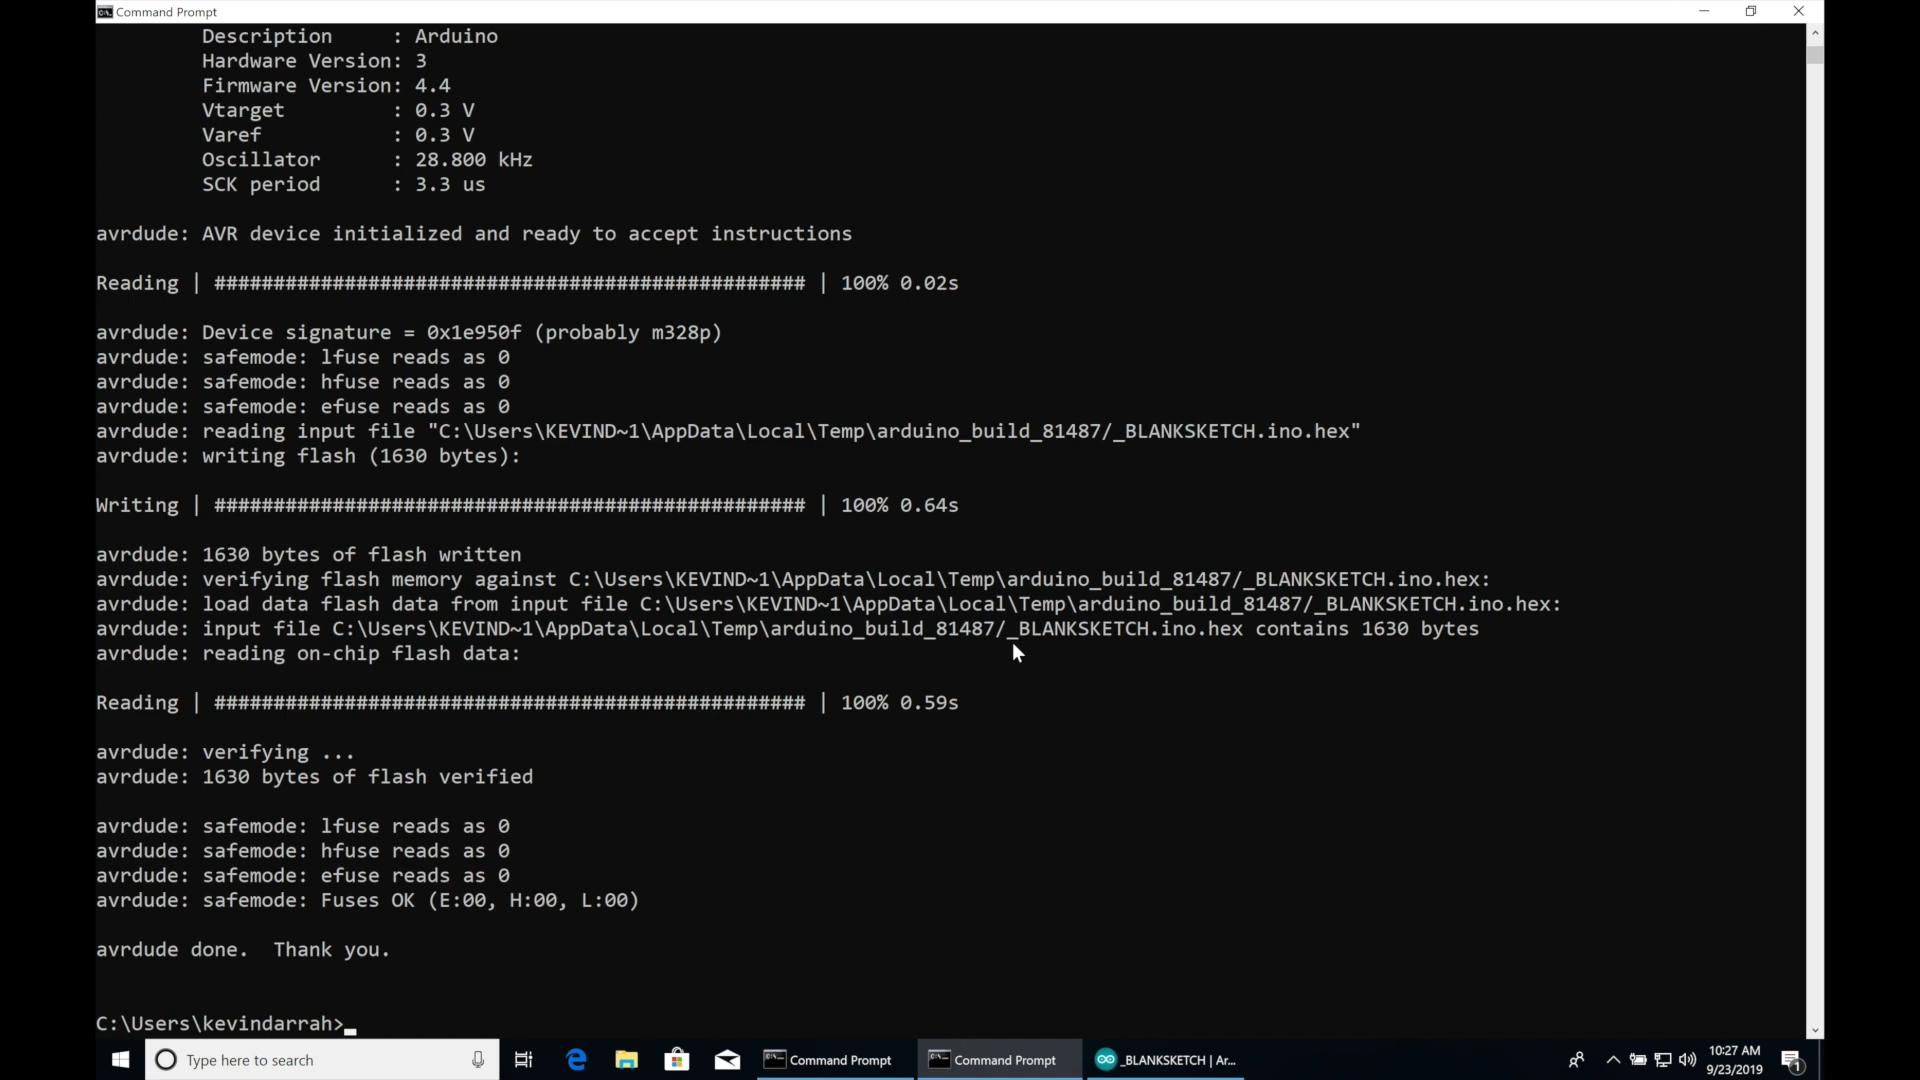 Command Prompt
Description : Arduino
Hardware Version: 3
Firmware Version: 4.4
Vtarget : 0.3 V
Varef : 0.3 V
Oscillator : 28.800 kHz
SCK period : 3.3 us
avrdude: AVR device initialized and ready to accept instructions
Reading | ################################################## | 100% 0.02s
avrdude: Device signature = 0x1e950f (probably m328p)
avrdude: safemode: lfuse reads as 0
avrdude: safemode: hfuse reads as 0
avrdude: safemode: efuse reads as 0
avrdude: reading input file "C:\Users\KEVIND~1\AppData\Local\Temp\arduino_build_81487/_BLANKSKETCH.ino.hex"
avrdude: writing flash (1630 bytes):
Writing | ################################################## | 100% 0.64s
avrdude: 1630 bytes of flash written
avrdude: verifying flash memory against C:\Users\KEVIND~1\AppData\Local\Temp\arduino_build_81487/_BLANKSKETCH.ino.hex:
avrdude: load data flash data from input file C:\Users\KEVIND~1\AppData\Local\Temp\arduino_build_81487/_BLANKSKETCH.ino.hex:
avrdude: input file C:\Users\KEVIND~1\AppData\Local\Temp\arduino_build_81487/_BLANKSKETCH.ino.hex contains 1630 bytes
avrdude: reading on-chip flash data:
Reading | ################################################## | 100% 0.59s
avrdude: verifying ...
avrdude: 1630 bytes of flash verified
avrdude: safemode: lfuse reads as 0
avrdude: safemode: hfuse reads as 0
avrdude: safemode: efuse reads as 0
avrdude: safemode: Fuses OK (E:00, H:00, L:00)
avrdude done.  Thank you.
C:\Users\kevindarrah>
Type here to search
Command Prompt
Command Prompt
_BLANKSKETCH | Ar...
10:27 AM
9/23/2019
1